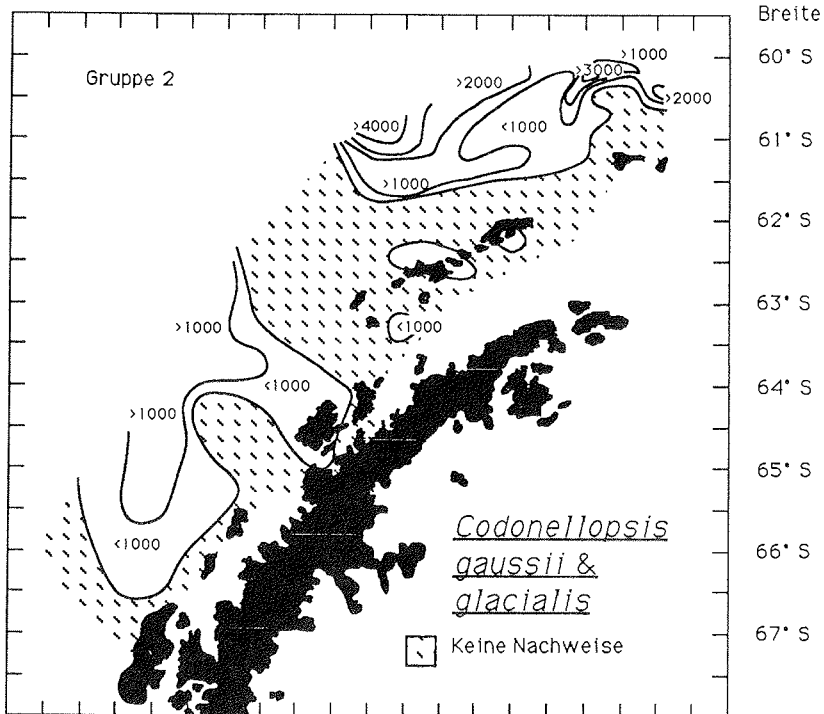 Breite
>1000
60° S
>3000
Gruppe 2
>2000
>2000
>4000
<1000
61° S
>1000
62° S
63° S
<1000
>1000
64° S
<1000
>1000
65° S
Codonellopsis
<1000
66° S
gaussii &
glacialis
67° S
Keine Nachweise